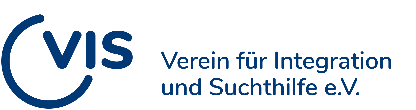 VIS
Verein für Integration
und Suchthilfe e.V.